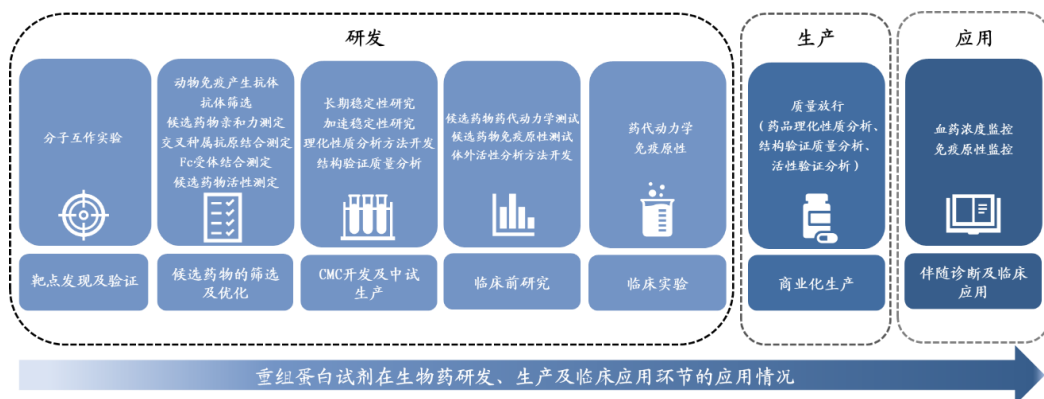 研发
生产
应用
分子互作实验
动物免疫产生抗体
抗体筛选
候选药物亲和力测定
交叉种属抗原结合测定
Fc受体结合测定
候选药物活性测定
长期稳定性研究
加速稳定性研究
理化性质分析方法开发
结构验证质量分析
候选药物药代动力学测试
候选药物免疫原性测试
体外活性分析方法开发
药代动力学
免疫原性
质量放行
（药品理化性质分析、
结构验证质量分析、
活性验证分析）
血药浓度监控
免疫原性监控
靶点发现及验证
候选药物的筛选
及优化
CMC开发及中试
生产
临床前研究
临床实验
商业化生产
伴随诊断及临床
应用
重组蛋白试剂在生物药研发、生产及临床应用环节的应用情况